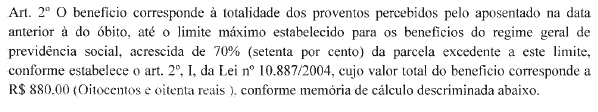 Art. 2º O benefício corresponde à totalidade dos proventos percebidos pelo aposentado na data
anterior à do óbito, até o limite máximo estabelecido para os benefícios do regime geral de
previdência social, acrescida de 70% (setenta por cento) da parcela excedente a este limite,
conforme estabelece o art. 2º, I, da Lei nº 10.887/2004, cujo valor total do benefício corresponde a
R$ 880,00 (Oitocentos e oitenta reais ), conforme memória de cálculo descriminada abaixo.